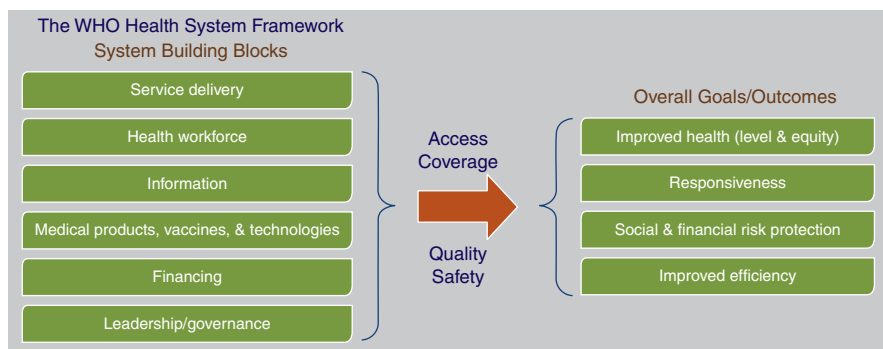 The WHO Health System Framework
System Building Blocks
Service delivery
Health workforce
Information
Medical products, vaccines, & technologies
Financing
Leadership/governance
Access
Coverage
Quality
Safety
Overall Goals/Outcomes
Improved health (level & equity)
Responsiveness
Social & financial risk protection
Improved efficiency